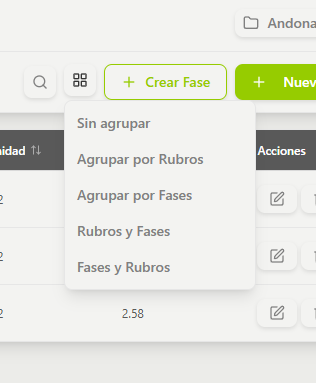 Andona
Crear Fase
Nuev
idad
Acciones
Sin agrupar
Agrupar por Rubros
Agrupar por Fases
Rubros y Fases
Fases y Rubros
2
2
2
2.58